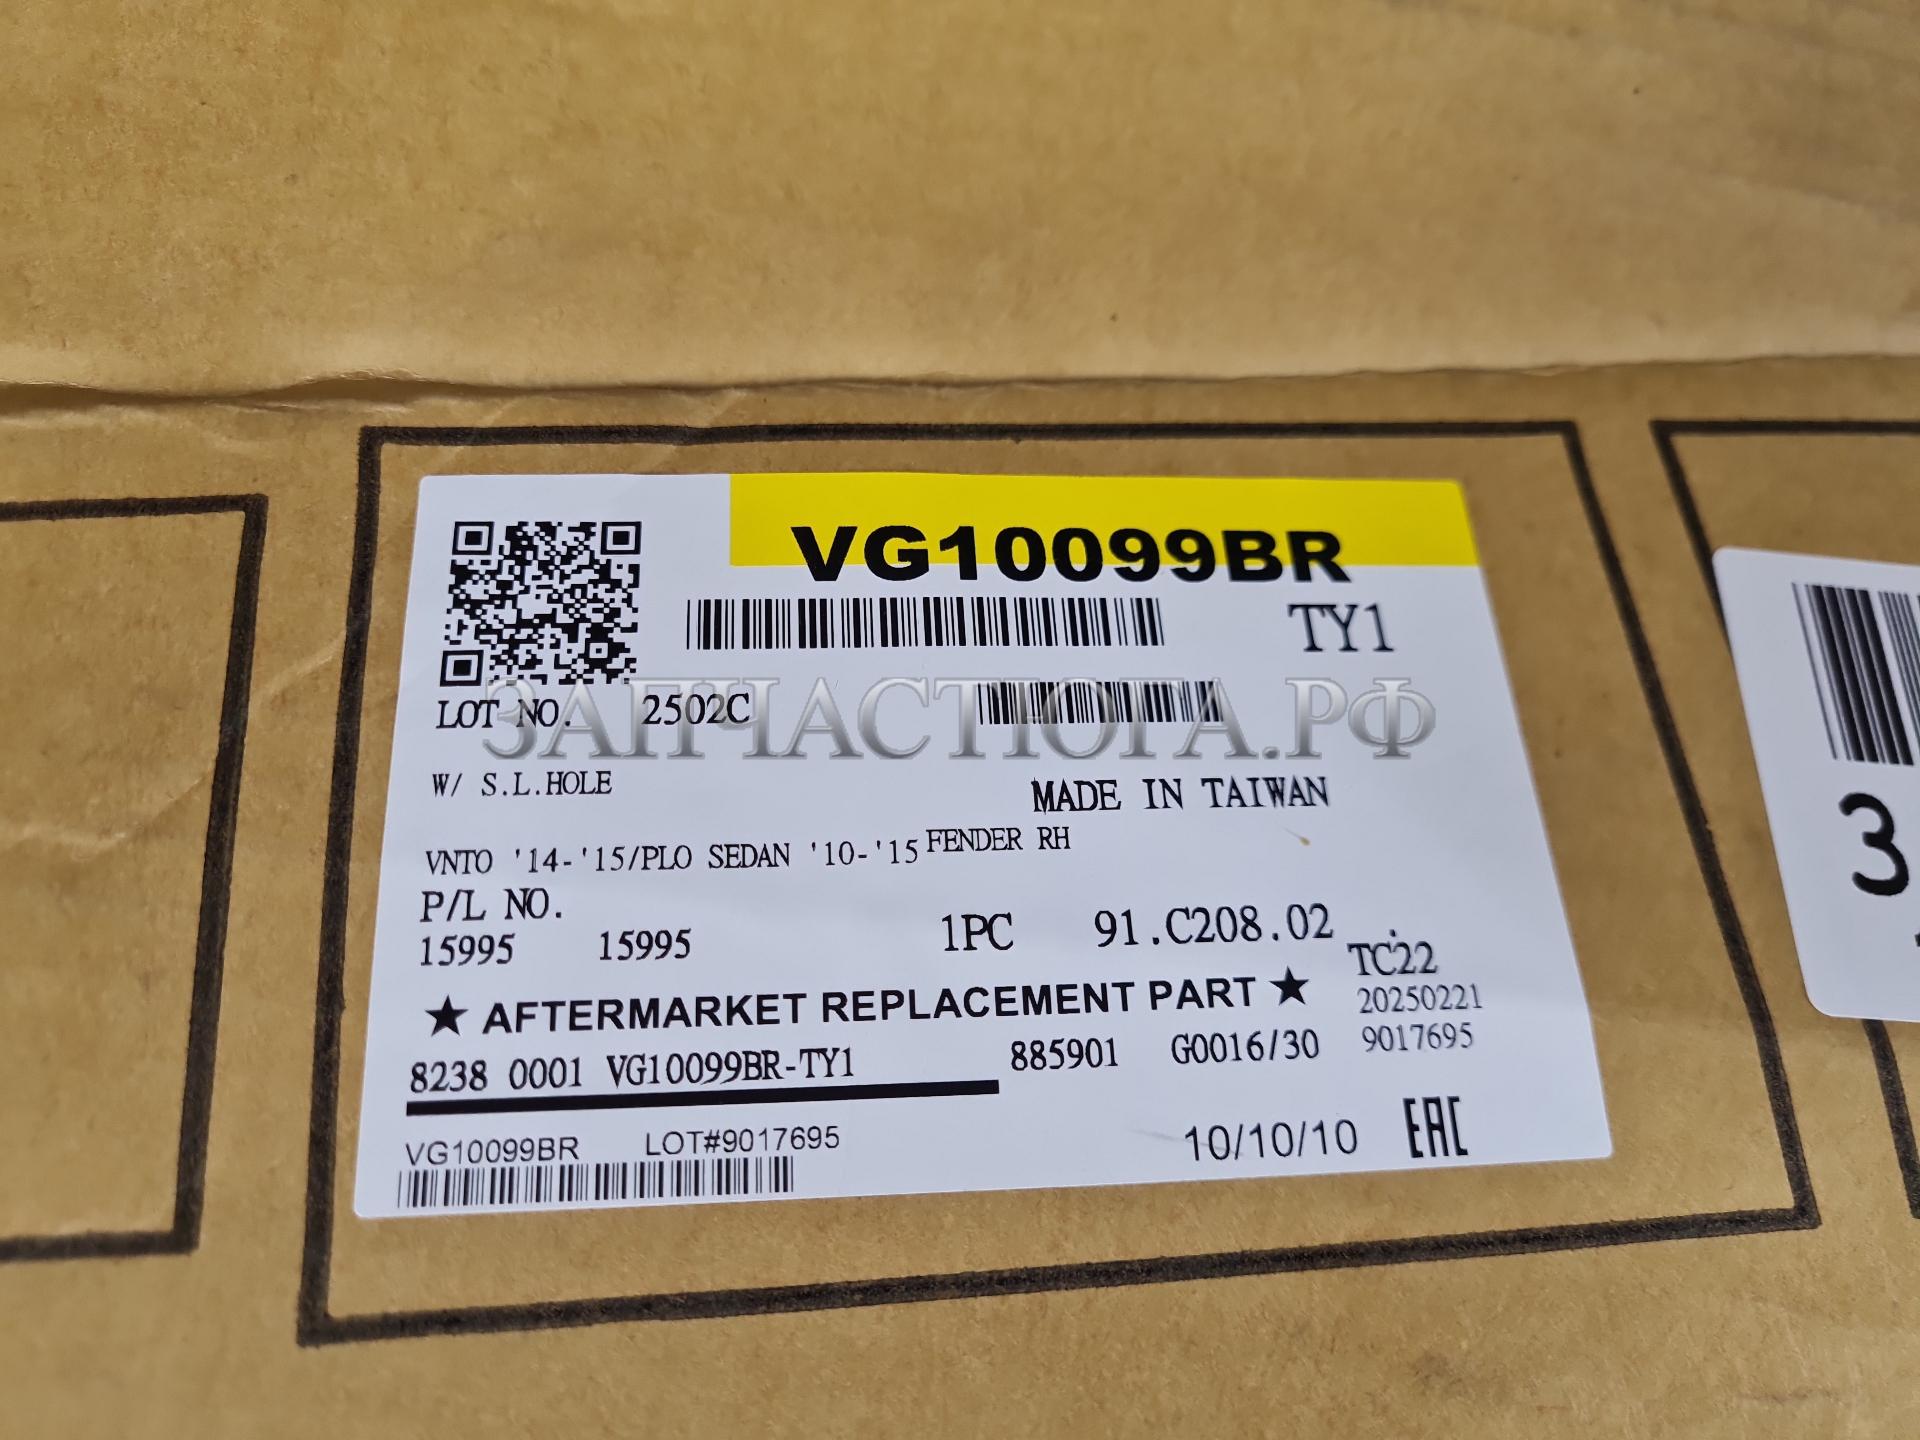 VG10099BR
TY1
LOT NO. 2502C
ЗАПЧАСТЮГА.РФ
W/ S.L.HOLE
MADE IN TAIWAN
VNTO '14-'15/PLO SEDAN '10-'15 FENDER RH
P/L NO.
15995 15995 1PC 91.C208.02
TC22
★ AFTERMARKET REPLACEMENT PART ★
20250221
8238 0001 VG10099BR-TY1 885901 G0016/30 9017695
VG10099BR LOT#9017695 10/10/10 EAC
3